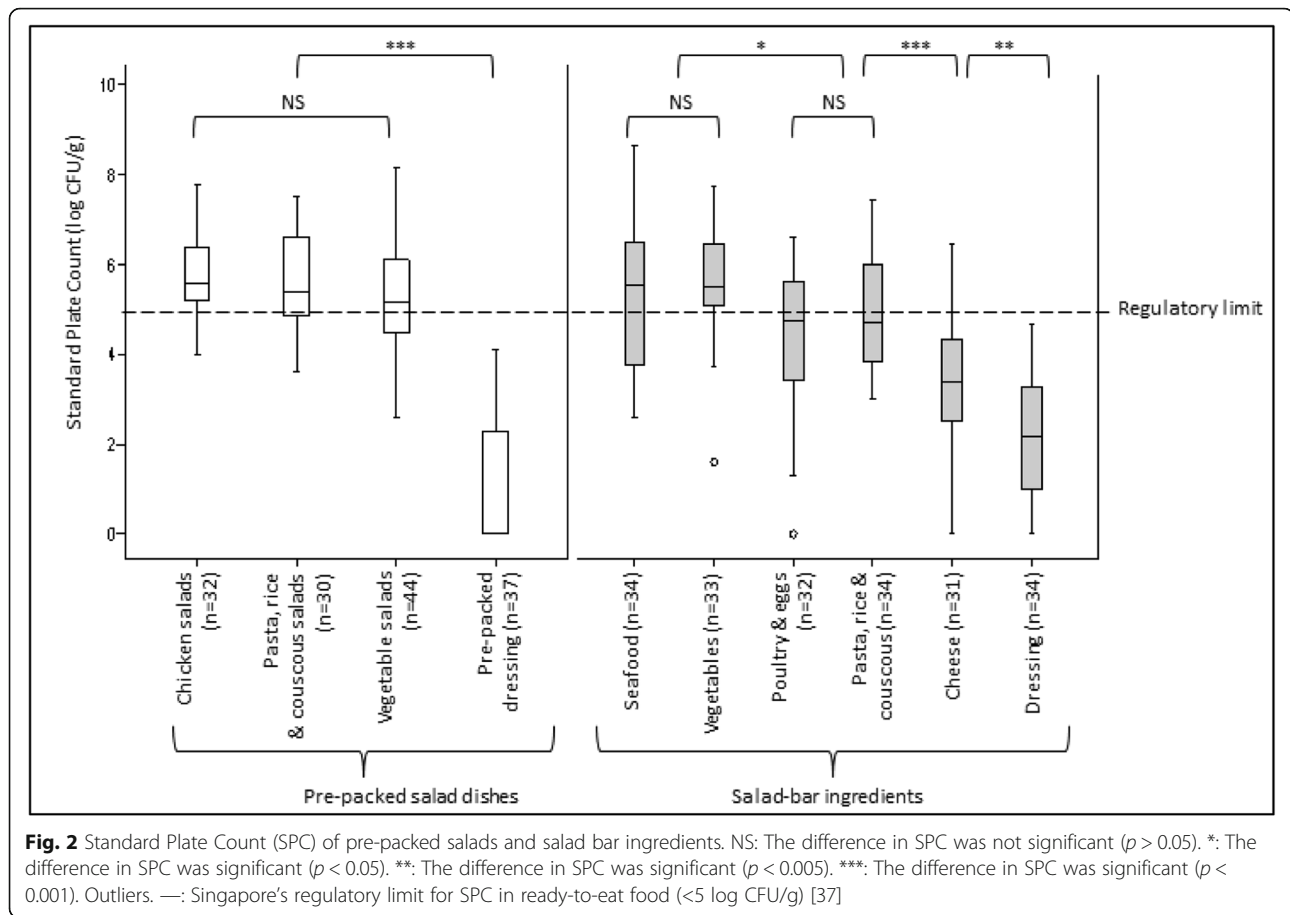 *** * *** **
10
NS NS NS
8
6
4
2
0
Standard Plate Count (log CFU/g)
Regulatory limit
Chicken salads
(n=32)
Pasta, rice
& couscous salads
(n=30)
Vegetable salads
(n=44)
Pre-packed
dressing (n=37)
Seafood (n=34)
Vegetables (n=33)
Poultry & eggs
(n=32)
Pasta, rice &
couscous (n=34)
Cheese (n=31)
Dressing (n=34)
Pre-packed salad dishes Salad-bar ingredients
Fig. 2 Standard Plate Count (SPC) of pre-packed salads and salad bar ingredients. NS: The difference in SPC was not significant (p > 0.05). *: The
difference in SPC was significant (p < 0.05). **: The difference in SPC was significant (p < 0.005). ***: The difference in SPC was significant (p <
0.001). Outliers. —: Singapore's regulatory limit for SPC in ready-to-eat food (<5 log CFU/g) [37]